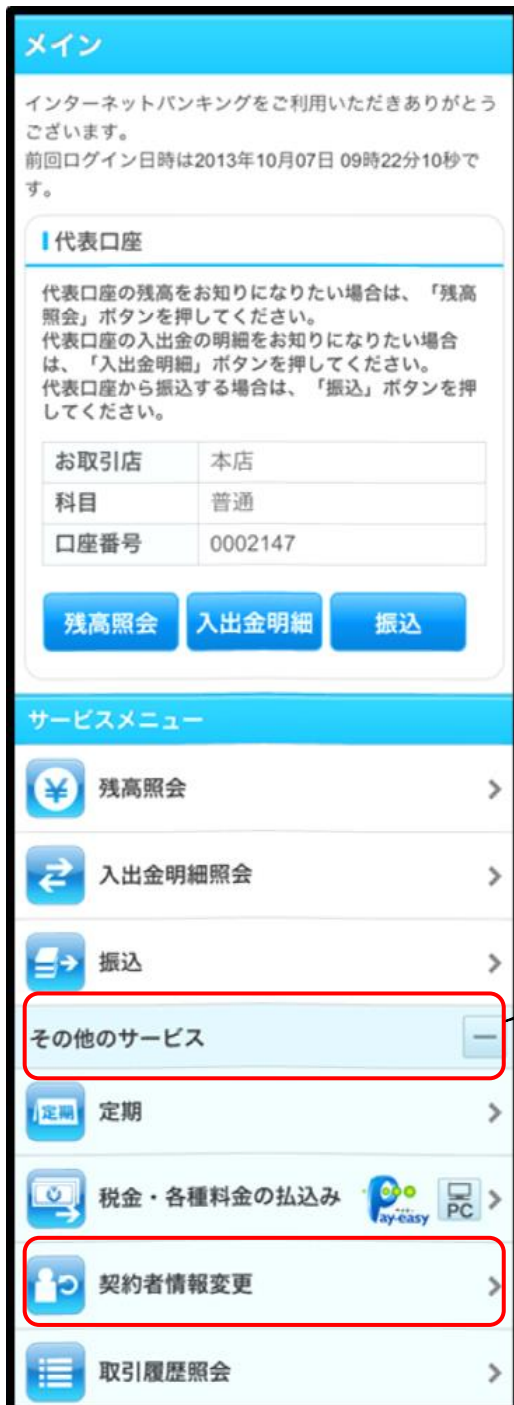 メイン
インターネットバンキングをご利用いただきありがとう
ございます。
前回ログイン日時は2013年10月07日 09時22分10秒で
す。
代表口座
代表口座の残高をお知りになりたい場合は、「残高
照会」ボタンを押してください。
代表口座の入出金の明細をお知りになりたい場合
は、「入出金明細」ボタンを押してください。
代表口座から振込する場合は、「振込」ボタンを押
してください。
お取引店 本店
科目 普通
口座番号 0002147
残高照会 入出金明細 振込
サービスメニュー
¥ 残高照会
入出金明細照会
振込
その他のサービス
定期 定期
税金・各種料金の払込み Pay-easy PC
契約者情報変更
取引履歴照会